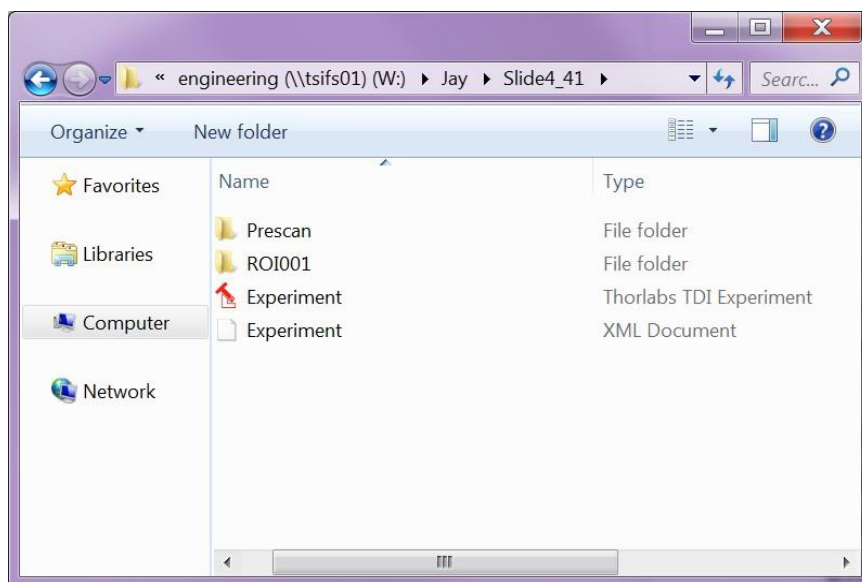 « engineering (\\tsifs01) (W:) Jay Slide4_41 Searc...
Organize New folder
Favorites
Libraries
Computer
Network
Name Type
Prescan File folder
ROI001 File folder
Experiment Thorlabs TDI Experiment
Experiment XML Document